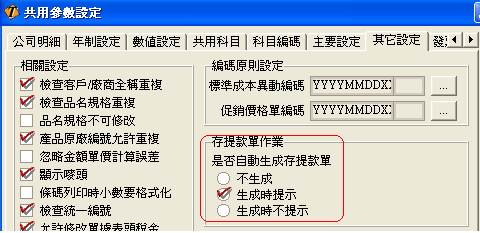 共用參數設定
公司明細 年制設定 數值設定 共用科目 科目編碼 主要設定 其它設定
相關設定
檢查客戶/廠商全稱重複
檢查品名規格重複
品名規格不可修改
產品原廠編號允許重複
忽略金額單價計算誤差
顯示嘜頭
條碼列印時小數要格式化
檢查統一編號
允許修改單據表頭稅金
編碼原則設定
標準成本異動編碼 YYYYMMDDX ...
促銷價格單編碼 YYYYMMDDX ...
存提款單作業
是否自動生成存提款單
不生成
生成時提示
生成時不提示